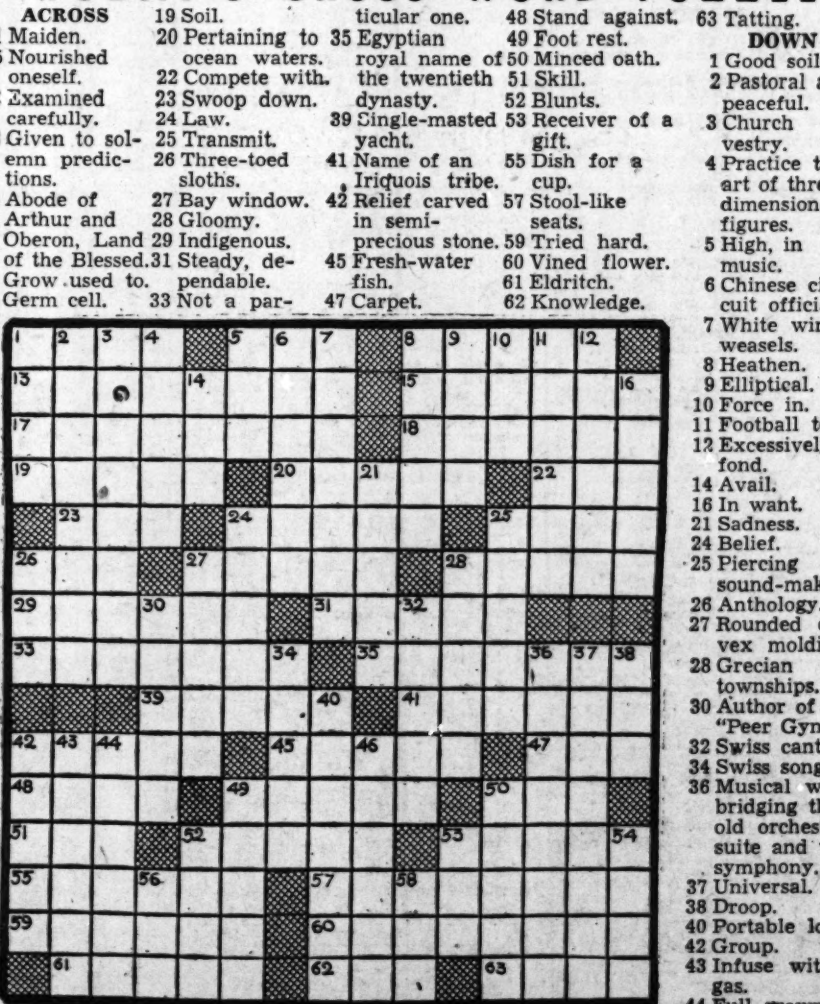 ACROSS
Maiden.
Nourished
oneself.
Examined
carefully.
Given to sol-
emn predic-
tions.
Abode of
Arthur and
Oberon, Land
of the Blessed.
Grow used to.
Germ cell.
19 Soil.
20 Pertaining to
ocean waters.
22 Compete with.
23 Swoop down.
24 Law.
25 Transmit.
26 Three-toed
sloths.
27 Bay window.
28 Gloomy.
29 Indigenous.
31 Steady, de-
pendable.
33 Not a par-
ticular one.
35 Egyptian
royal name of
the twentieth
dynasty.
39 Single-masted
yacht.
41 Name of an
Iriquois tribe.
42 Relief carved
in semi-
precious stone.
45 Fresh-water
fish.
47 Carpet.
48 Stand against.
49 Foot rest.
50 Minced oath.
51 Skill.
52 Blunts.
53 Receiver of a
gift.
55 Dish for a
cup.
57 Stool-like
seats.
59 Tried hard.
60 Vined flower.
61 Eldritch.
62 Knowledge.
63 Tatting.
DOWN
1 Good soil
2 Pastoral a
peaceful.
3 Church
vestry.
4 Practice t
art of thre
dimension
figures.
5 High, in
music.
6 Chinese ci
cuit officia
7 White win
weasels.
8 Heathen.
9 Elliptical.
10 Force in.
11 Football t
12 Excessivel
fond.
14 Avail.
16 In want.
21 Sadness.
24 Belief.
25 Piercing
sound-mak
26 Anthology.
27 Rounded c
vex moldi
28 Grecian
townships.
30 Author of
"Peer Gyn
32 Swiss cant
34 Swiss song
36 Musical w
bridging th
old orches
suite and
symphony.
37 Universal.
38 Droop.
40 Portable lo
42 Group.
43 Infuse wit
gas.
1 2 3 4 5 6 7 8 9 10 11 12
13 14 15 16
17 18
19 20 21 22
23 24 25
26 27 28
29 30 31 32
33 34 35 36 37 38
39 40 41
42 43 44 45 46 47
48 49 50
51 52 53 54
55 56 57 58
59 60
61 62 63